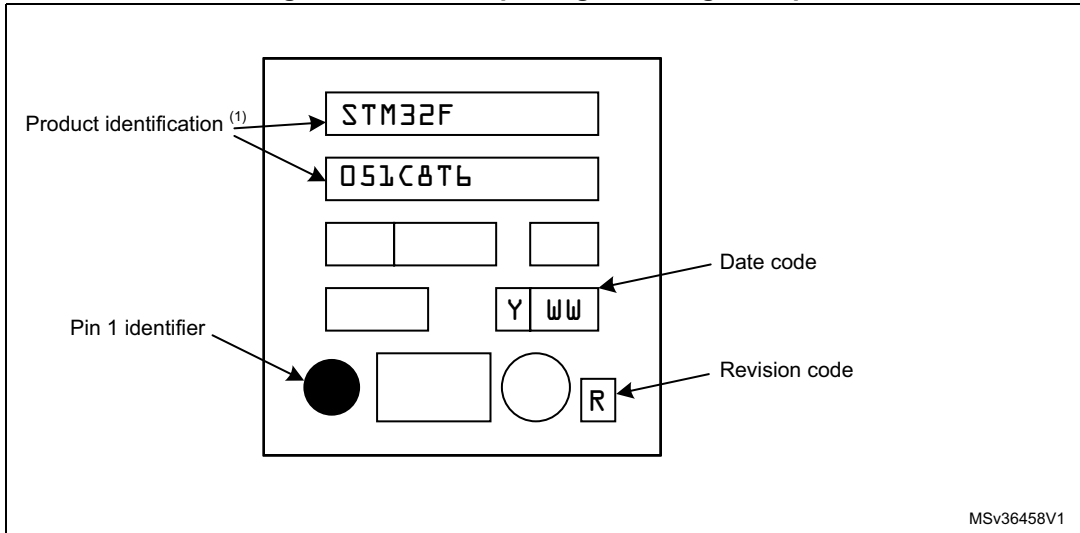 Product identification (1)
STM32F
051C8T6
Date code
Y WW
Pin 1 identifier
Revision code
R
MSv36458V1